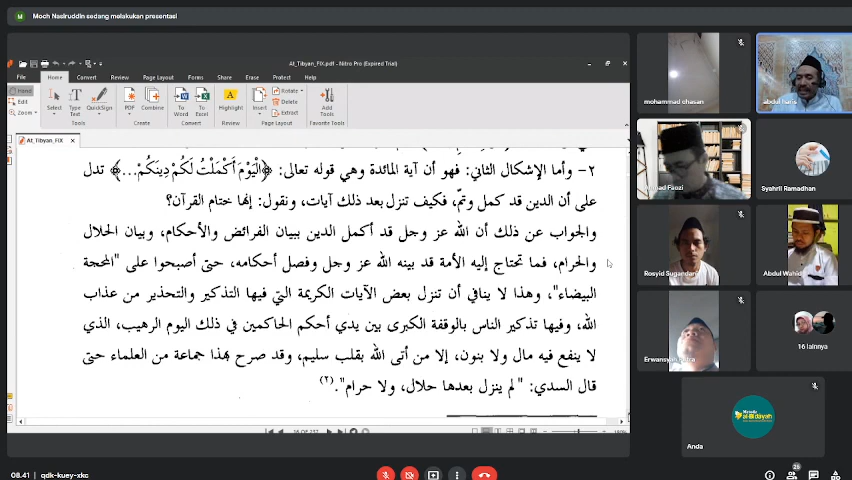 Moch Nasiruddin sedang melakukan presentasi
At_Tibyan_FIX.pdf - Nitro Pro (Expired Trial)
File Home Convert Review Page Layout Forms Share Erase Protect Help
Hand
Edit
Zoom
Select
Type Text
QuickSign
PDF
Combine
To Word
To Excel
Highlight
Insert
Rotate
Delete
Extract
Add Tools
Create
Convert
Review
Page Layout
Favorite Tools
At_Tibyan_FIX
٢- وأما الإشكال الثاني: فهو أن آية المائدة وهي قوله تعالى: ﴿الْيَوْمَ أَكْمَلْتُ لَكُمْ دِينَكُمْ...﴾ تدل
على أن الدين قد كمل وتمّ، فكيف تنزل بعد ذلك آيات، ونقول: إنها ختام القرآن؟
والجواب عن ذلك أن الله عز وجل قد أكمل الدين ببيان الفرائض والأحكام، وبيان الحلال
والحرام، فما تحتاج إليه الأمة قد بينه الله عز وجل وفصل أحكامه، حتى أصبحوا على "المحجة
البيضاء"، وهذا لا ينافي أن تنزل بعض الآيات الكريمة التي فيها التذكير والتحذير من عذاب
الله، وفيها تذكير الناس بالوقفة الكبرى بين يدي أحكم الحاكمين في ذلك اليوم الرهيب، الذي
لا ينفع فيه مال ولا بنون، إلا من أتى الله بقلب سليم، وقد صرح بهذا جماعة من العلماء حتى
قال السدي: "لم ينزل بعدها حلال، ولا حرام".(٢)
mohammad chasan
abdul haris
Ahmad Fauzi
Syahril Ramadhan
Rosyid Sugandani
Abdul Wahid
16 lainnya
Metode
al-Bidayah
Anda
08.41 | qdk-kuey-xkc